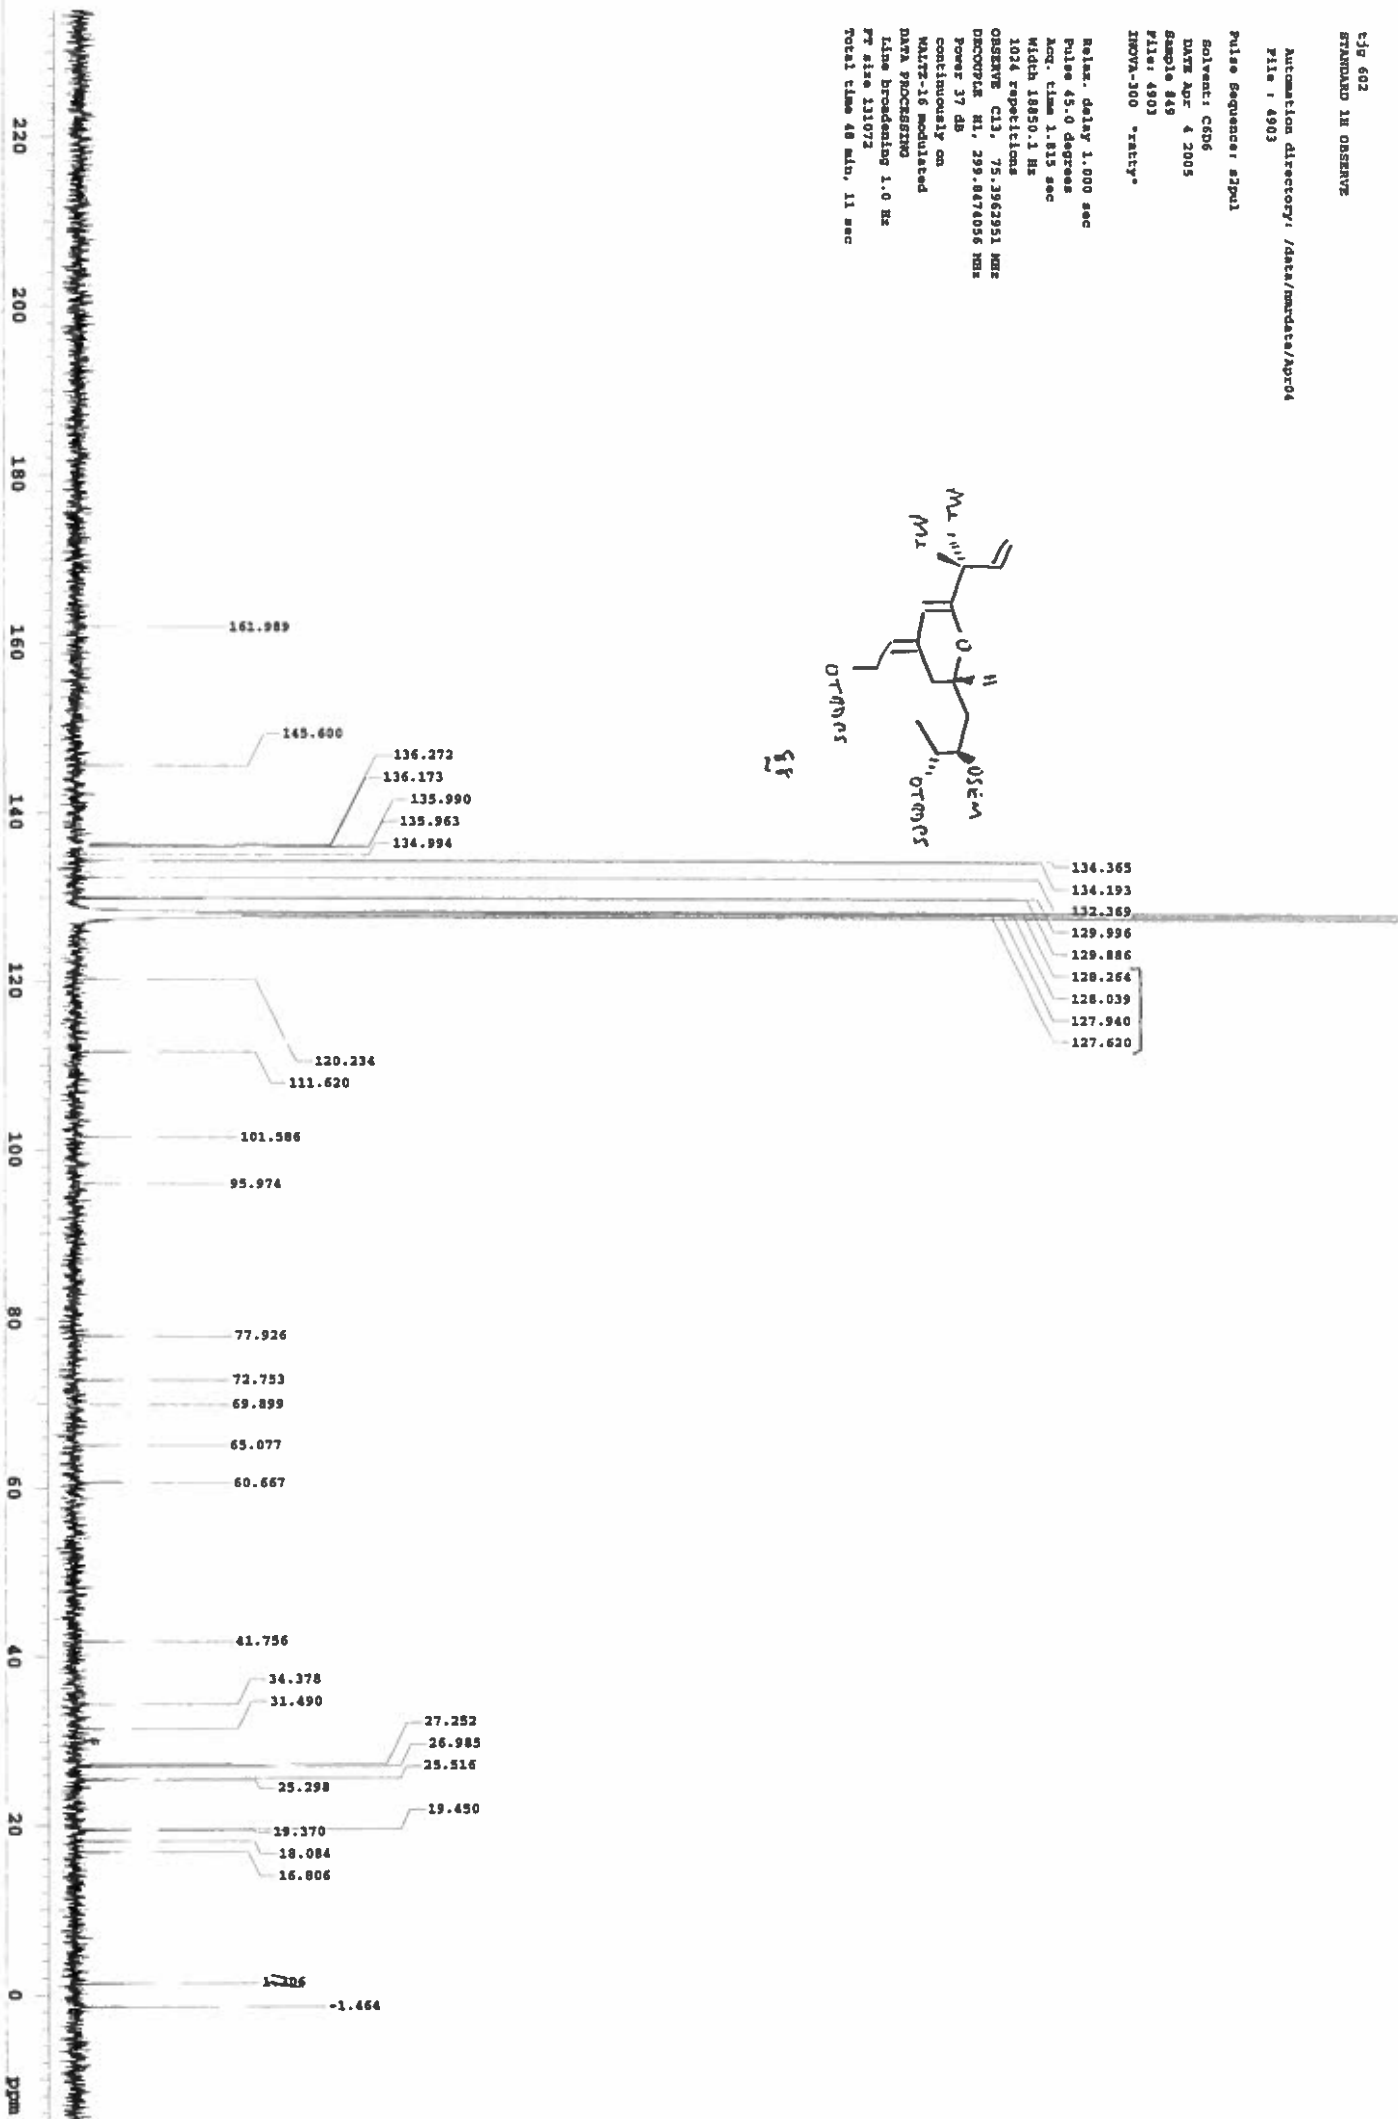 tjg 602
STANDARD 1H OBSERVE
Automation directory: /data/nmrdata/Apr04
File : 4903
Pulse Sequence: s2pul
Solvent: C6D6
DATE Apr 4 2005
Sample #49
File: 4903
INOVA-300 "ratty"
Relax. delay 1.000 sec
Pulse 45.0 degrees
Acq. time 1.815 sec
Width 18850.1 Hz
1024 repetitions
OBSERVE C13, 75.3962951 MHz
DECOUPLE H1, 299.8474056 MHz
Power 37 dB
continuously on
WALTZ-16 modulated
DATA PROCESSING
Line broadening 1.0 Hz
FT size 131072
Total time 48 min, 11 sec
Me
Me
O
H
OSEM
OTBDPS
OTBDPS
161.989
145.600
136.272
136.173
135.990
135.963
134.994
134.365
134.193
132.369
129.996
129.886
128.264
128.039
127.940
127.620
120.234
111.620
101.586
95.974
77.926
72.753
69.899
65.077
60.667
41.756
34.378
31.490
27.252
26.985
25.516
25.298
19.450
19.370
18.084
16.806
-1.464
220 200 180 160 140 120 100 80 60 40 20 0 ppm